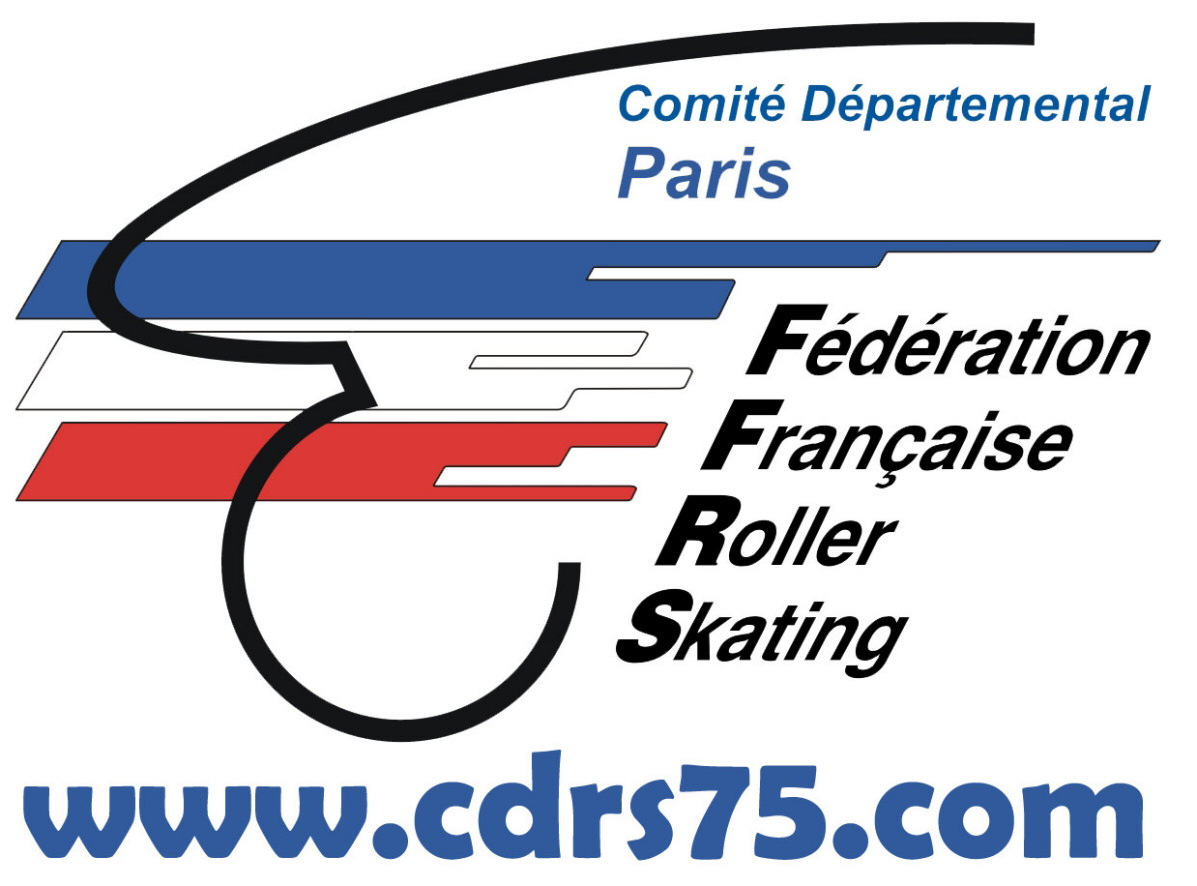 Comité Départemental
Paris
Fédération
Française
Roller
Skating
www.cdrs75.com